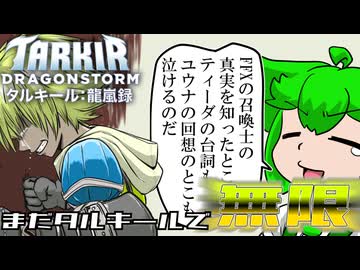 TARKIR
DRAGONSTORM
タルキール:龍嵐録
FFXの召喚士の
真実を知ったとこ
ティーダの台詞も
ユウナの回想のとこも
泣けるのだ
またタルキールで
無限